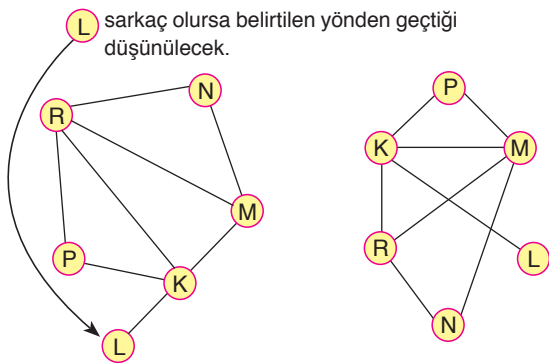 L sarkaç olursa belirtilen yönden geçtiği
düşünülecek.
N
R
M
P
K
L
P
K
M
R
L
N